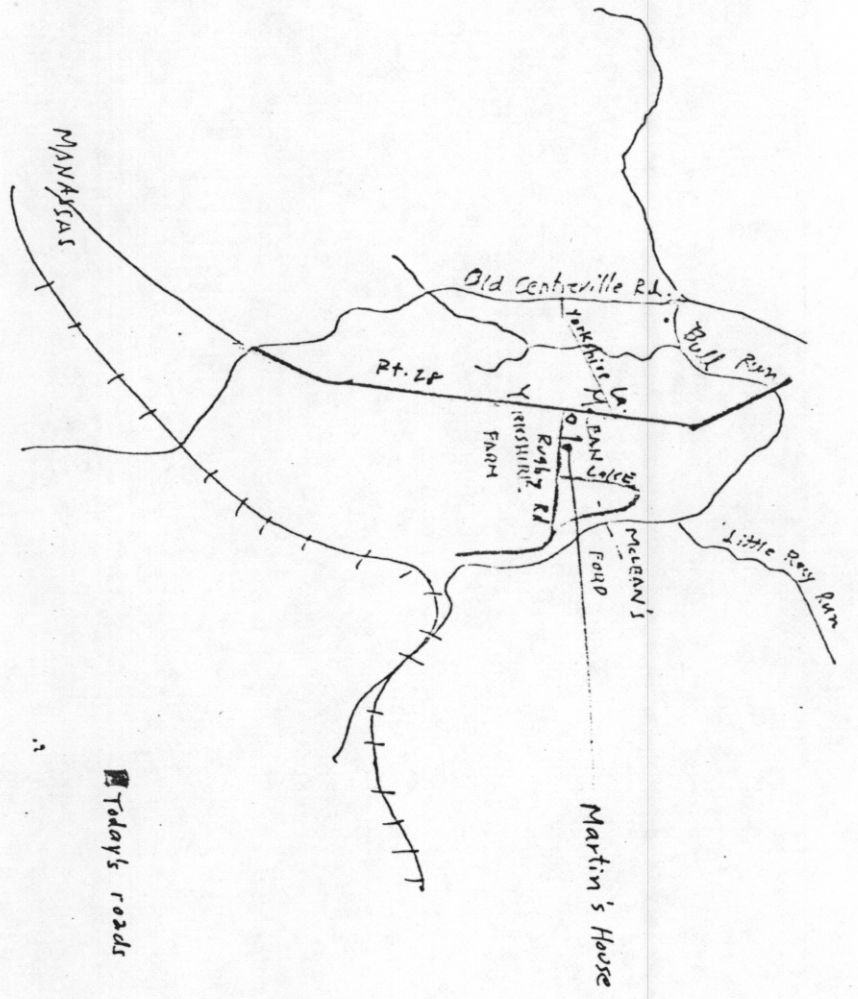 MANASSAS
Old Centreville Rd.
Yorkshire La.
Bull Run
Rt. 28
YORKSHIRE
FARM
McLEAN
Rugby Rd
McLEAN'S
FORD
Little Rocky Run
Martin's House
Today's roads